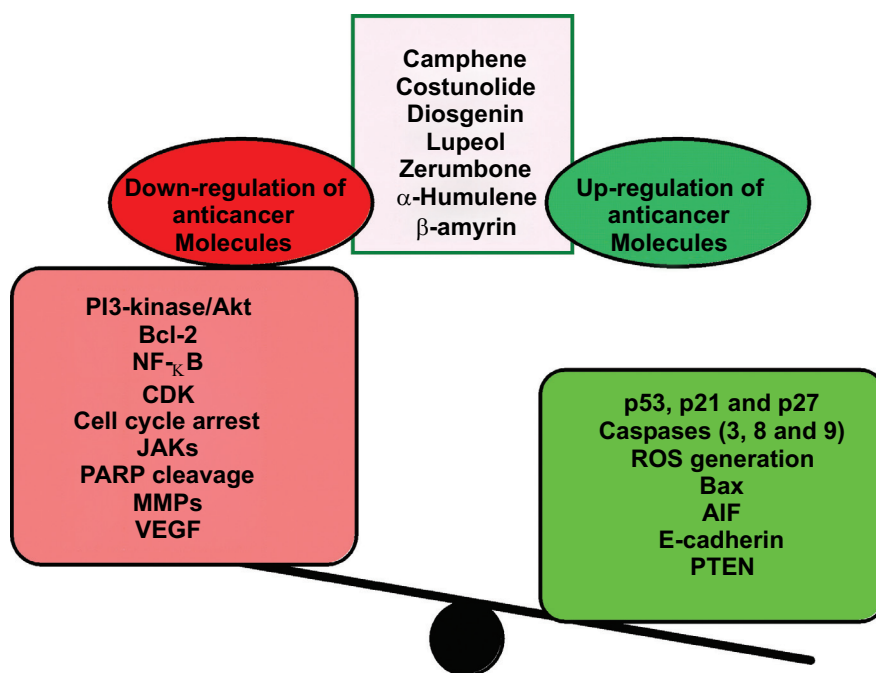 Camphene
Costunolide
Diosgenin
Lupeol
Zerumbone
α-Humulene
β-amyrin
Down-regulation of
anticancer
Molecules
Up-regulation of
anticancer
Molecules
PI3-kinase/Akt
Bcl-2
NF-κB
CDK
Cell cycle arrest
JAKs
PARP cleavage
MMPs
VEGF
p53, p21 and p27
Caspases (3, 8 and 9)
ROS generation
Bax
AIF
E-cadherin
PTEN